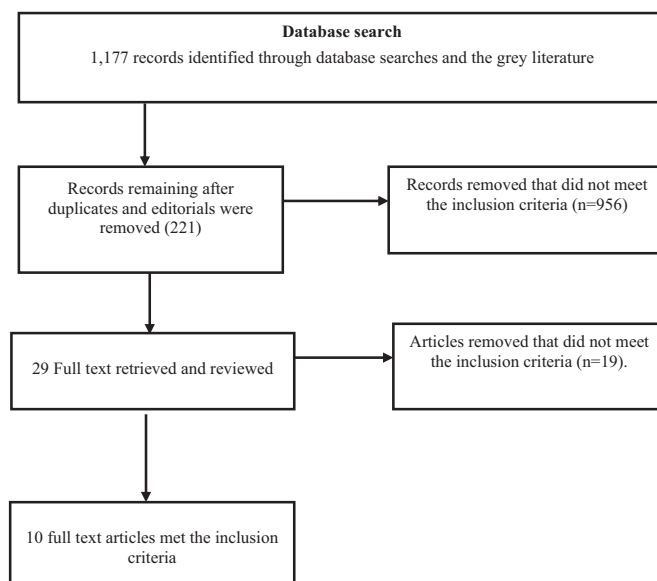 Database search
1,177 records identified through database searches and the grey literature
Records remaining after
duplicates and editorials were
removed (221)
Records removed that did not meet
the inclusion criteria (n=956)
29 Full text retrieved and reviewed
Articles removed that did not meet
the inclusion criteria (n=19).
10 full text articles met the inclusion
criteria